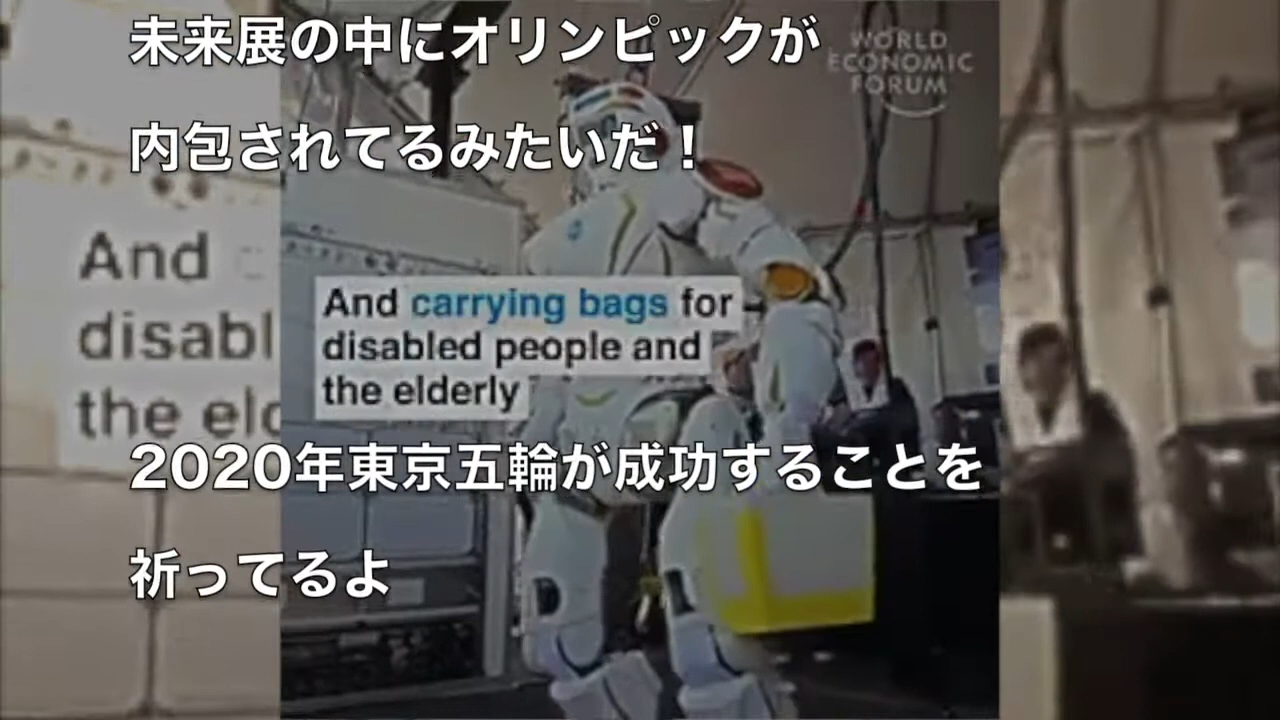 未来展の中にオリンピックが
WORLD
ECONOMIC
FORUM
内包されてるみたいだ！
And
disabl
the eld
And carrying bags for
disabled people and
the elderly
2020年東京五輪が成功することを
祈ってるよ